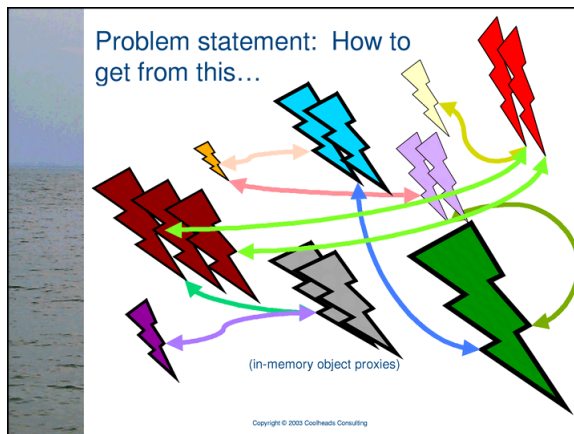 Problem statement:  How to
get from this…
(in-memory object proxies)
Copyright © 2003 Coolheads Consulting